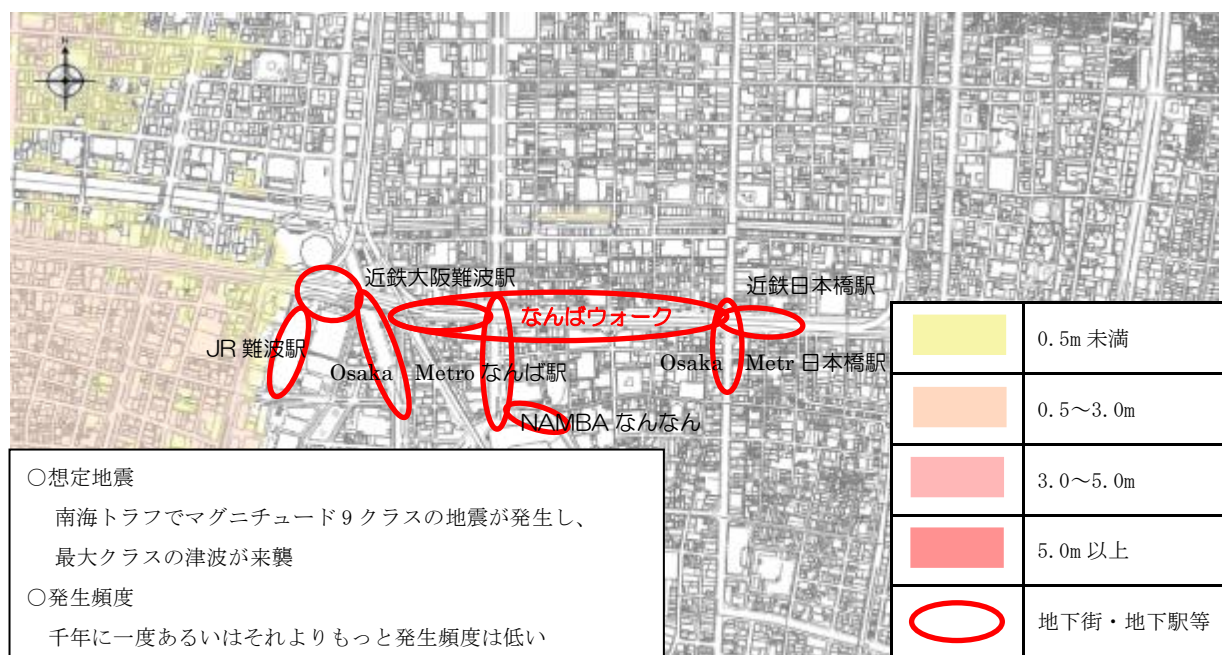 N
近鉄大阪難波駅
近鉄日本橋駅
なんばウォーク
JR 難波駅
Osaka Metro なんば駅
Osaka Metr 日本橋駅
NAMBA なんなん
0.5m 未満
0.5～3.0m
3.0～5.0m
5.0m 以上
地下街・地下駅等
○想定地震
南海トラフでマグニチュード 9 クラスの地震が発生し、
最大クラスの津波が来襲
○発生頻度
千年に一度あるいはそれよりもっと発生頻度は低い